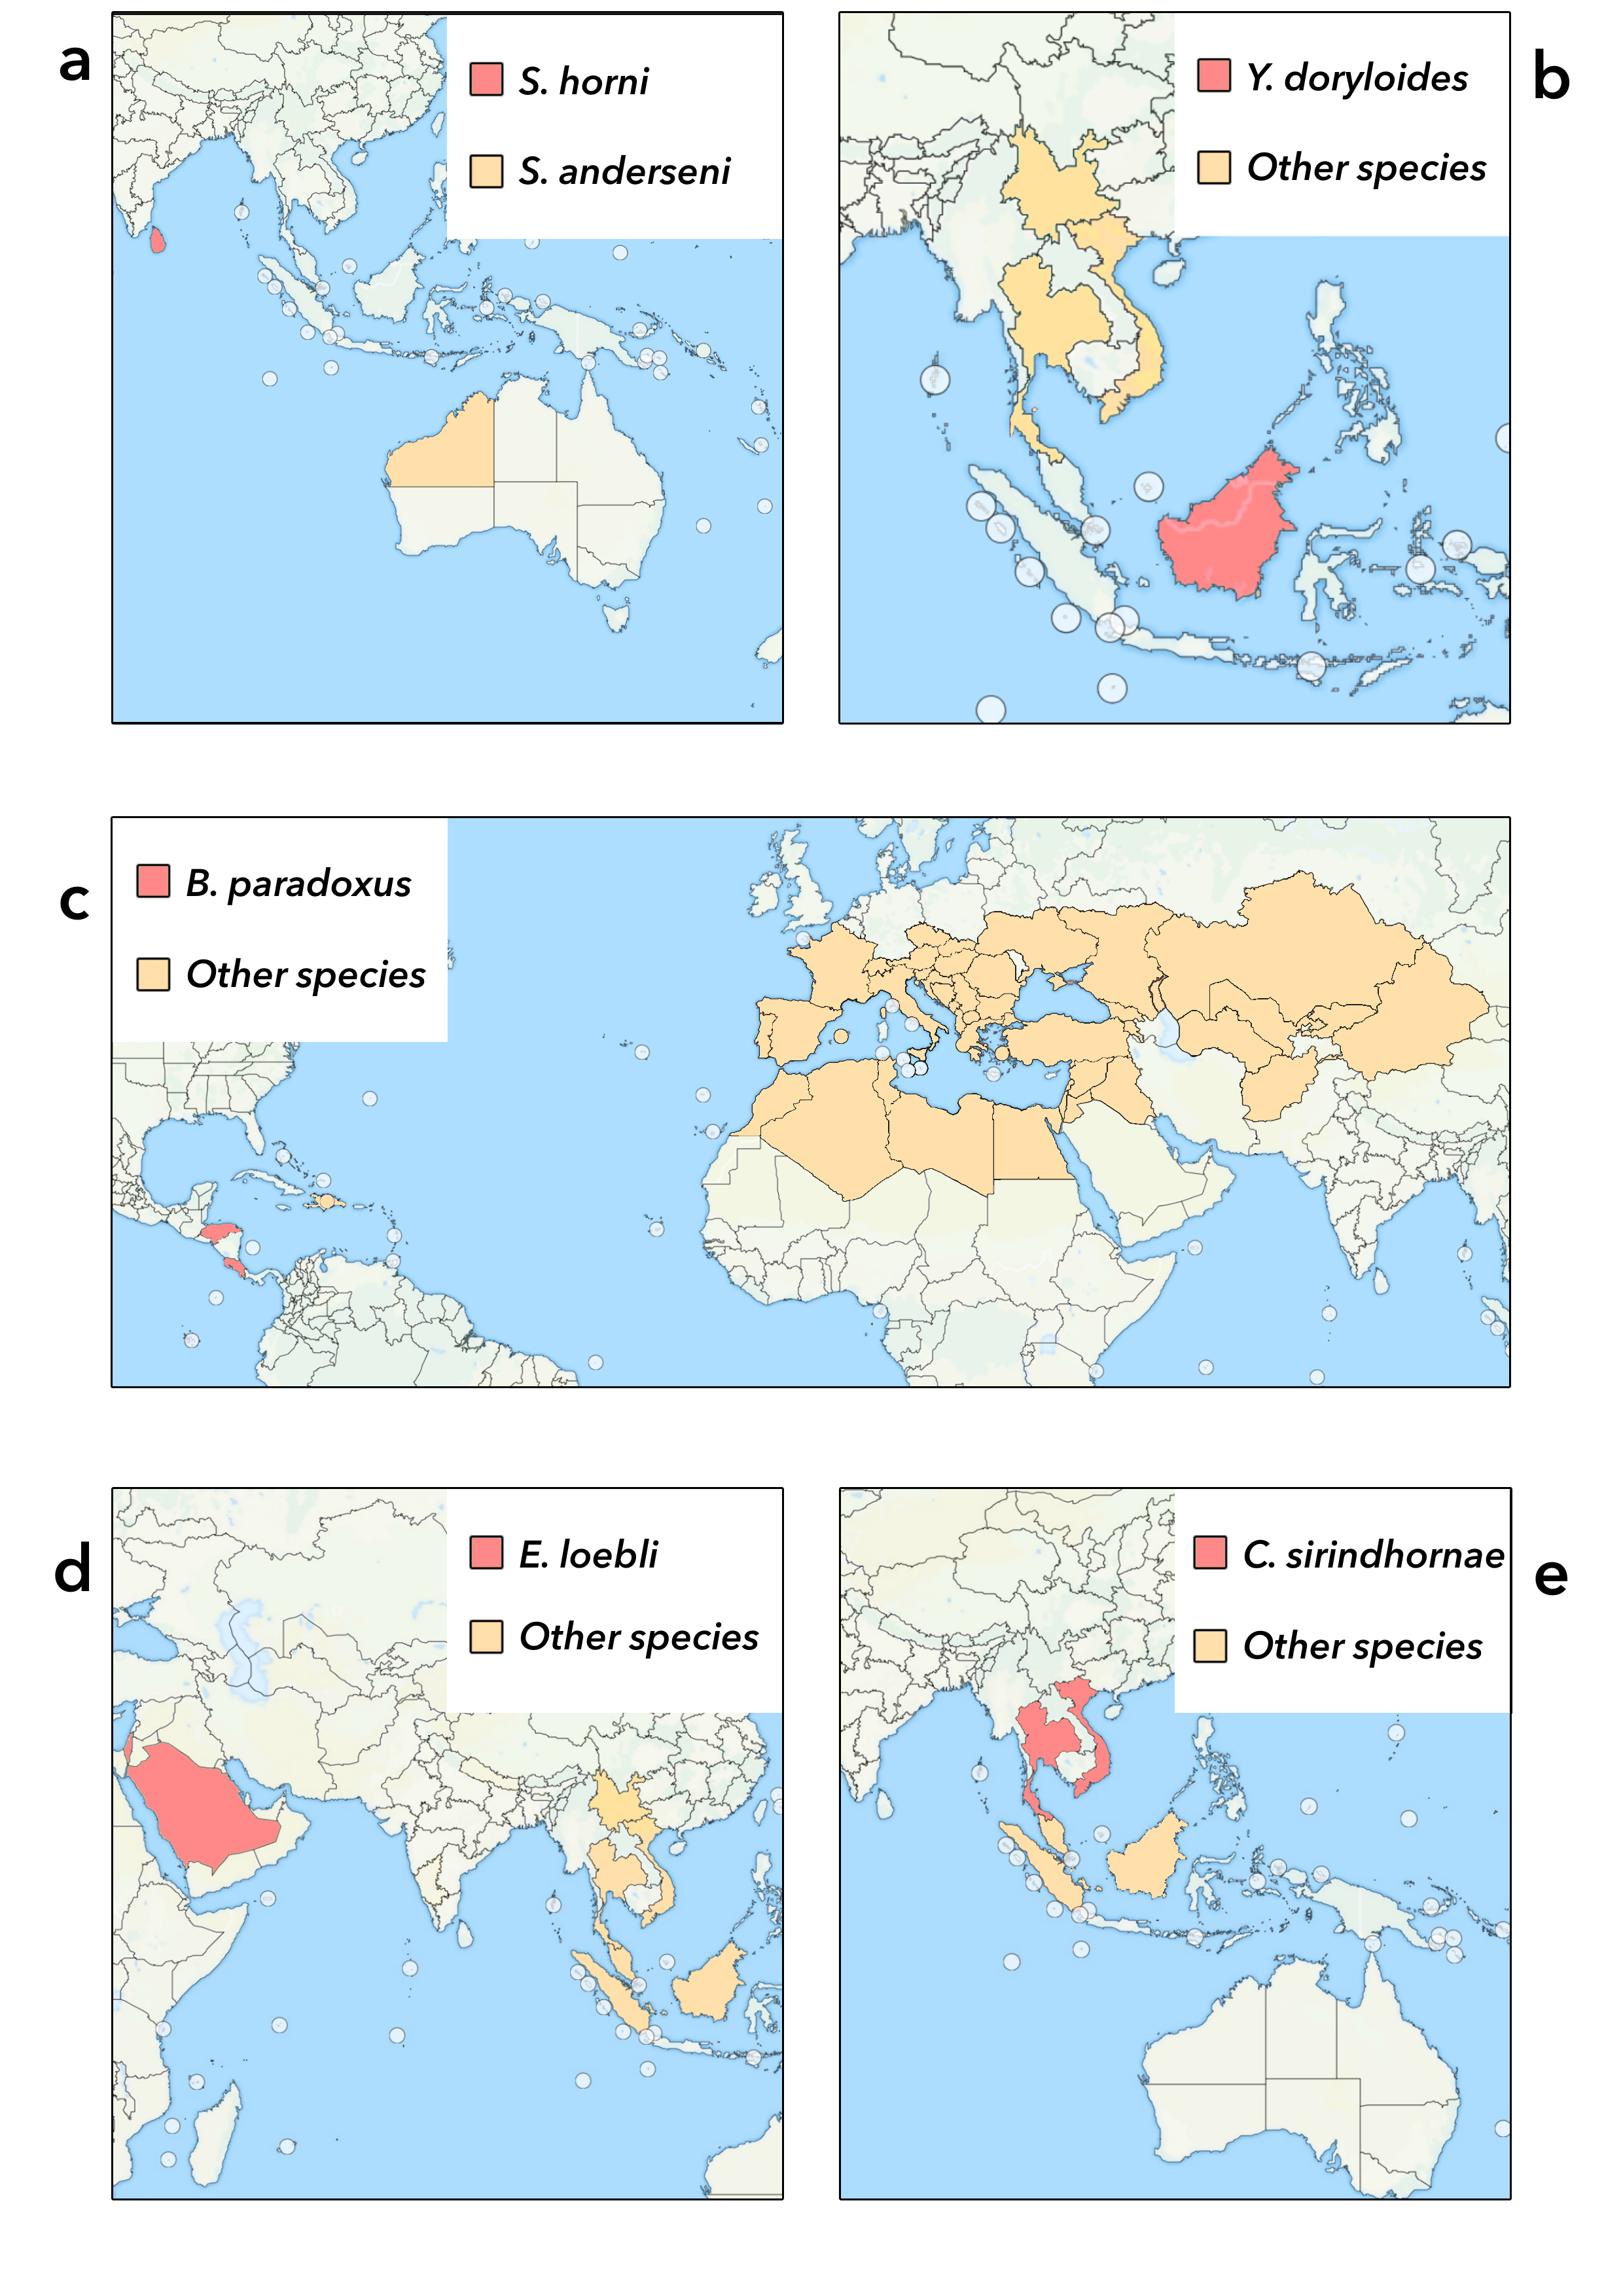 a
S. horni
S. anderseni
b
Y. doryloides
Other species
c
B. paradoxus
Other species
d
E. loebli
Other species
e
C. sirindhornae
Other species